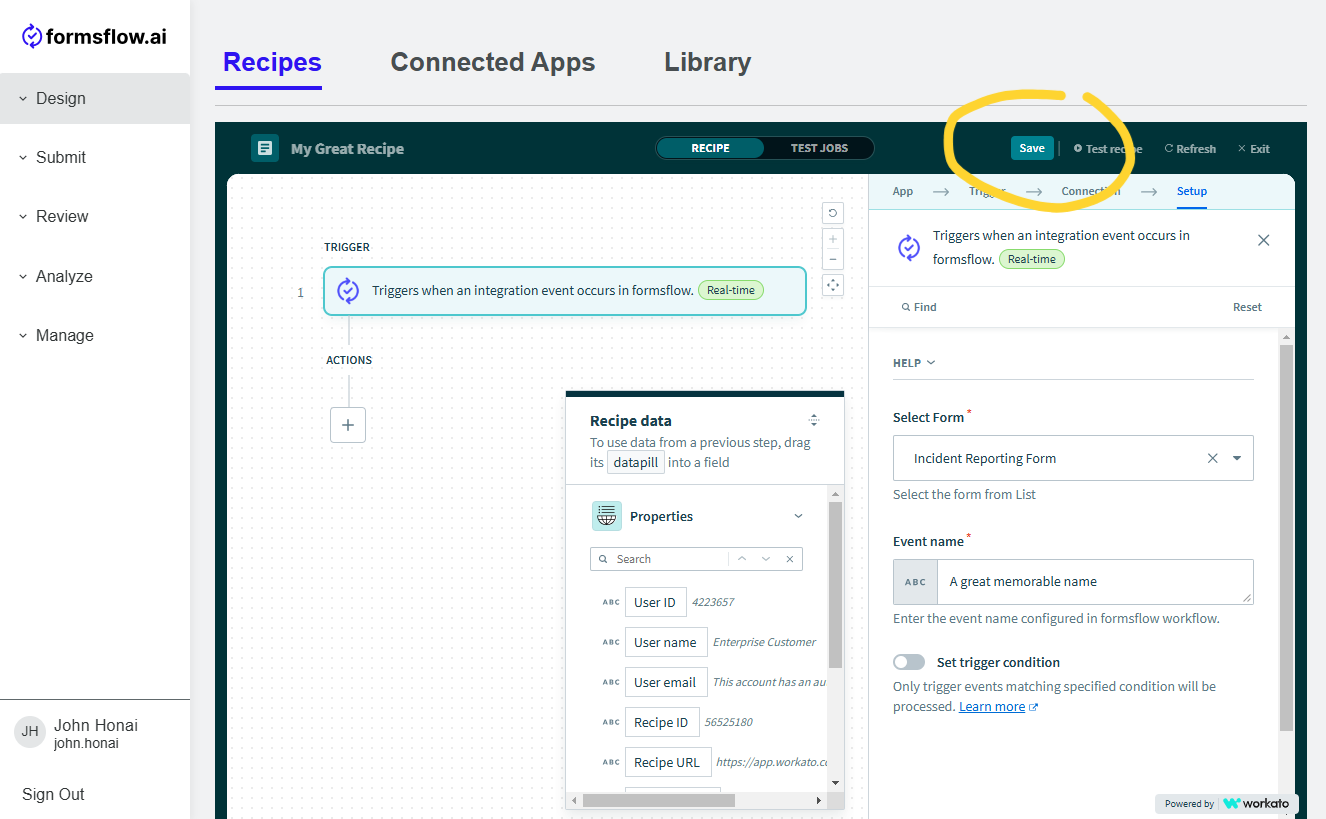 formsflow.ai
Design
Submit
Review
Analyze
Manage
JH
John Honai
john.honai
Sign Out
Recipes
Connected Apps
Library
My Great Recipe
RECIPE
TEST JOBS
Save
Test recipe
Refresh
Exit
TRIGGER
1
Triggers when an integration event occurs in formsflow. Real-time
ACTIONS
Recipe data
To use data from a previous step, drag
its datapill into a field
Properties
Search
ABC User ID 4223657
ABC User name Enterprise Customer
ABC User email This account has an au
ABC Recipe ID 56525180
ABC Recipe URL https://app.workato.co
App
Trigger
Connection
Setup
Triggers when an integration event occurs in
formsflow. Real-time
Find
Reset
HELP
Select Form *
Incident Reporting Form
Select the form from List
Event name *
ABC A great memorable name
Enter the event name configured in formsflow workflow.
Set trigger condition
Only trigger events matching specified condition will be
processed. Learn more
Powered by workato